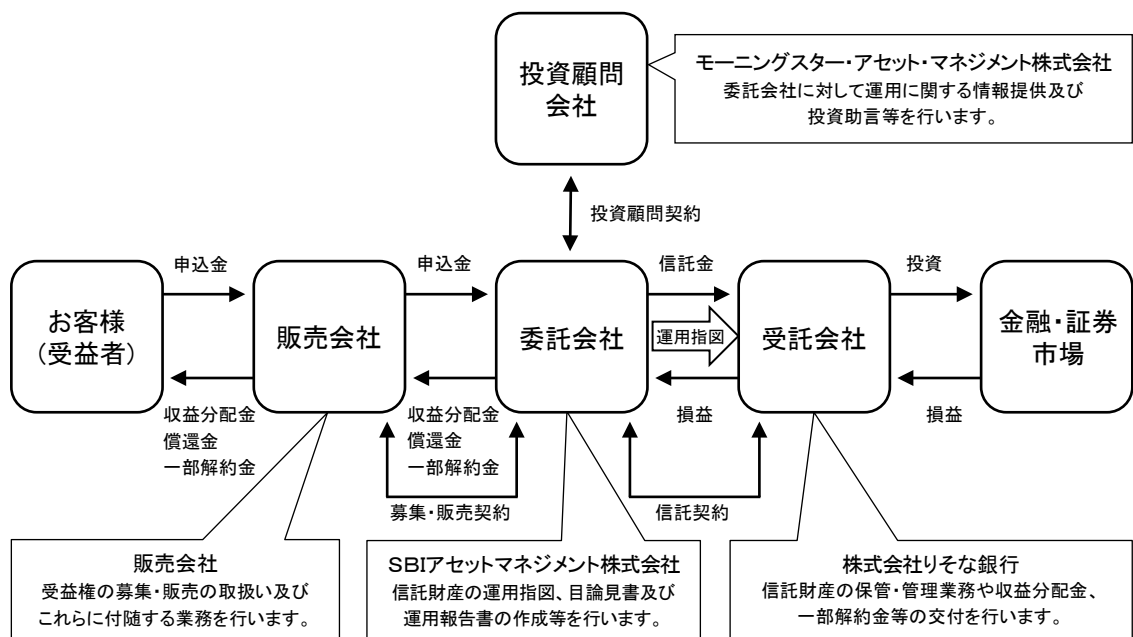 投資顧問
会社
モーニングスター・アセット・マネジメント株式会社
委託会社に対して運用に関する情報提供及び
投資助言等を行います。
投資顧問契約
申込金
申込金
信託金
投資
お客様
(受益者)
販売会社
委託会社
運用指図
受託会社
金融・証券
市場
収益分配金
償還金
一部解約金
収益分配金
償還金
一部解約金
損益
損益
募集・販売契約
信託契約
販売会社
受益権の募集・販売の取扱い及び
これらに付随する業務を行います。
SBIアセットマネジメント株式会社
信託財産の運用指図、目論見書及び
運用報告書の作成等を行います。
株式会社りそな銀行
信託財産の保管・管理業務や収益分配金、
一部解約金等の交付を行います。